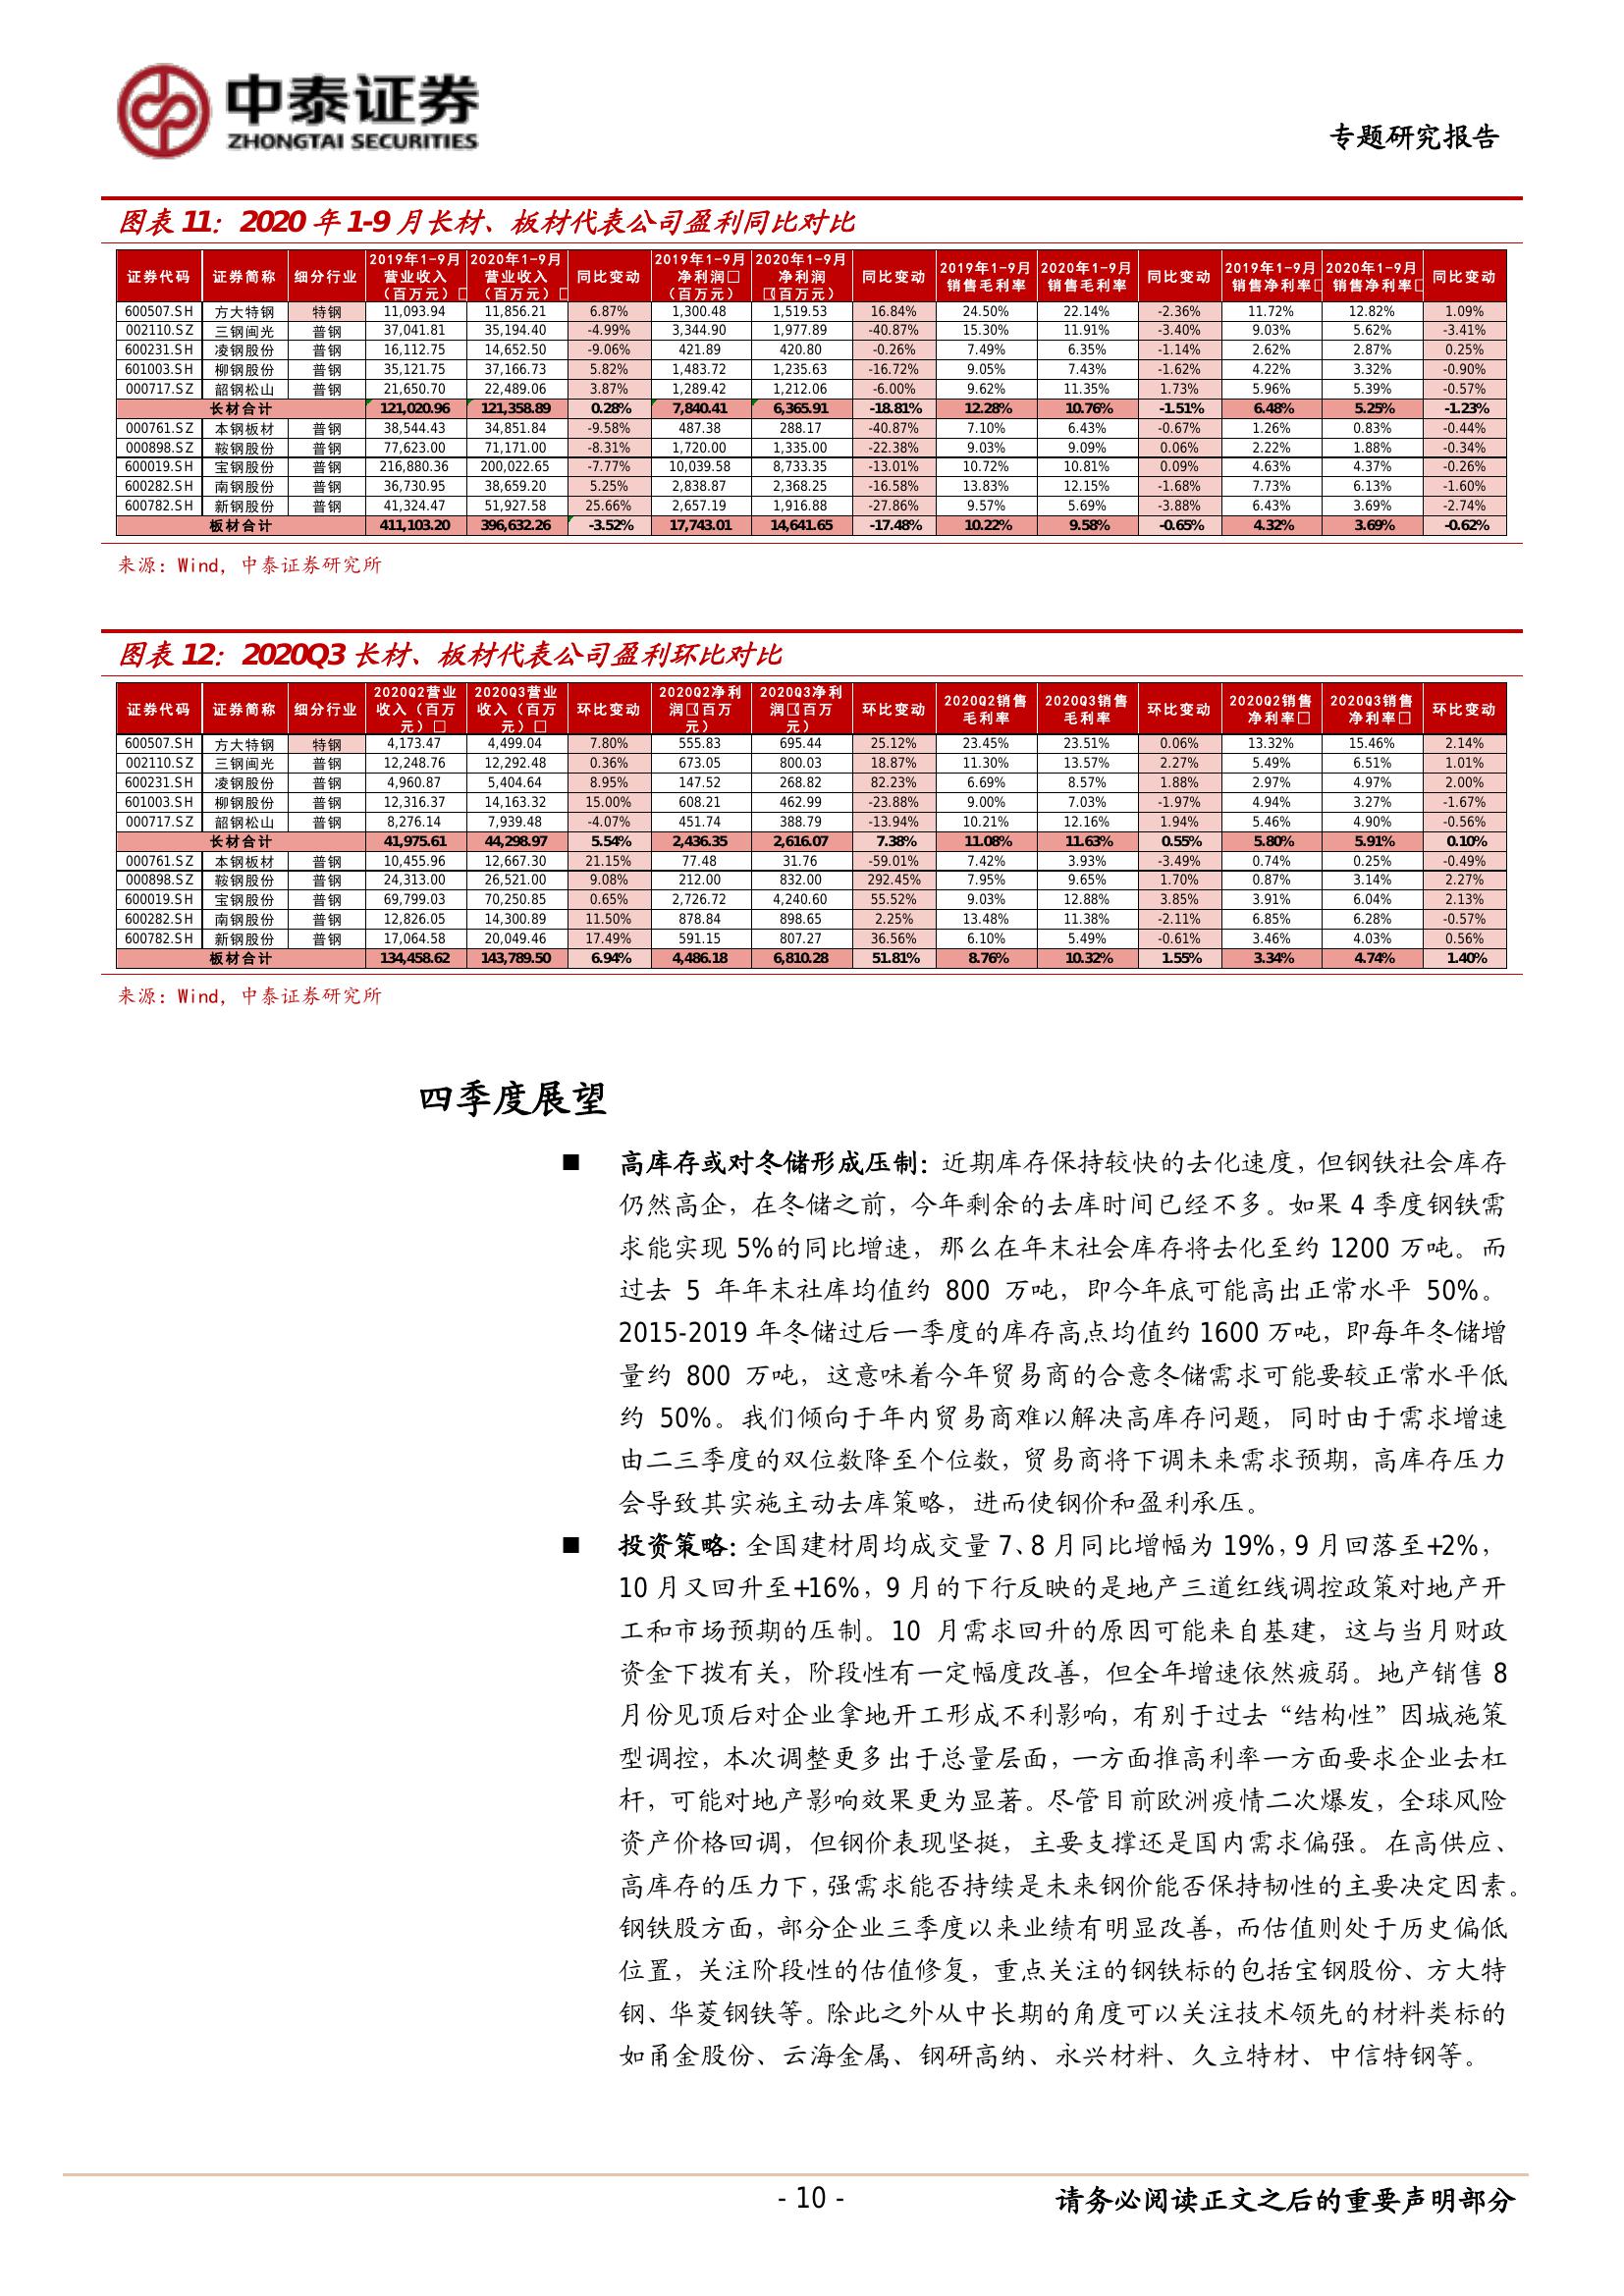 中泰证券
ZHONGTAI SECURITIES
专题研究报告
图表 11：2020 年 1-9 月长材、板材代表公司盈利同比对比
证券代码 证券简称 细分行业 2019年1-9月营业收入（百万元） 2020年1-9月营业收入（百万元） 同比变动 2019年1-9月净利润（百万元） 2020年1-9月净利润（百万元） 同比变动 2019年1-9月销售毛利率 2020年1-9月销售毛利率 同比变动 2019年1-9月销售净利率 2020年1-9月销售净利率 同比变动
600507.SH 方大特钢 特钢 11,093.94 11,856.21 6.87% 1,300.48 1,519.53 16.84% 24.50% 22.14% -2.36% 11.72% 12.82% 1.09%
002110.SZ 三钢闽光 普钢 37,041.81 35,194.40 -4.99% 3,344.90 1,977.89 -40.87% 15.30% 11.91% -3.40% 9.03% 5.62% -3.41%
600231.SH 凌钢股份 普钢 16,112.75 14,652.50 -9.06% 421.89 420.80 -0.26% 7.49% 6.35% -1.14% 2.62% 2.87% 0.25%
601003.SH 柳钢股份 普钢 35,121.75 37,166.73 5.82% 1,483.72 1,235.63 -16.72% 9.05% 7.43% -1.62% 4.22% 3.32% -0.90%
000717.SZ 韶钢松山 普钢 21,650.70 22,489.06 3.87% 1,289.42 1,212.06 -6.00% 9.62% 11.35% 1.73% 5.96% 5.39% -0.57%
长材合计 121,020.96 121,358.89 0.28% 7,840.41 6,365.91 -18.81% 12.28% 10.76% -1.51% 6.48% 5.25% -1.23%
000761.SZ 本钢板材 普钢 38,544.43 34,851.84 -9.58% 487.38 288.17 -40.87% 7.10% 6.43% -0.67% 1.26% 0.83% -0.44%
000898.SZ 鞍钢股份 普钢 77,623.00 71,171.00 -8.31% 1,720.00 1,335.00 -22.38% 9.03% 9.09% 0.06% 2.22% 1.88% -0.34%
600019.SH 宝钢股份 普钢 216,880.36 200,022.65 -7.77% 10,039.58 8,733.35 -13.01% 10.72% 10.81% 0.09% 4.63% 4.37% -0.26%
600282.SH 南钢股份 普钢 36,730.95 38,659.20 5.25% 2,838.87 2,368.25 -16.58% 13.83% 12.15% -1.68% 7.73% 6.13% -1.60%
600782.SH 新钢股份 普钢 41,324.47 51,927.58 25.66% 2,657.19 1,916.88 -27.86% 9.57% 5.69% -3.88% 6.43% 3.69% -2.74%
板材合计 411,103.20 396,632.26 -3.52% 17,743.01 14,641.65 -17.48% 10.22% 9.58% -0.65% 4.32% 3.69% -0.62%
来源：Wind，中泰证券研究所
图表 12：2020Q3 长材、板材代表公司盈利环比对比
证券代码 证券简称 细分行业 2020Q2营业收入（百万元） 2020Q3营业收入（百万元） 环比变动 2020Q2净利润（百万元） 2020Q3净利润（百万元） 环比变动 2020Q2销售毛利率 2020Q3销售毛利率 环比变动 2020Q2销售净利率 2020Q3销售净利率 环比变动
600507.SH 方大特钢 特钢 4,173.47 4,499.04 7.80% 555.83 695.44 25.12% 23.45% 23.51% 0.06% 13.32% 15.46% 2.14%
002110.SZ 三钢闽光 普钢 12,248.76 12,292.48 0.36% 673.05 800.03 18.87% 11.30% 13.57% 2.27% 5.49% 6.51% 1.01%
600231.SH 凌钢股份 普钢 4,960.87 5,404.64 8.95% 147.52 268.82 82.23% 6.69% 8.57% 1.88% 2.97% 4.97% 2.00%
601003.SH 柳钢股份 普钢 12,316.37 14,163.32 15.00% 608.21 462.99 -23.88% 9.00% 7.03% -1.97% 4.94% 3.27% -1.67%
000717.SZ 韶钢松山 普钢 8,276.14 7,939.48 -4.07% 451.74 388.79 -13.94% 10.21% 12.16% 1.94% 5.46% 4.90% -0.56%
长材合计 41,975.61 44,298.97 5.54% 2,436.35 2,616.07 7.38% 11.08% 11.63% 0.55% 5.80% 5.91% 0.10%
000761.SZ 本钢板材 普钢 10,455.96 12,667.30 21.15% 77.48 31.76 -59.01% 7.42% 3.93% -3.49% 0.74% 0.25% -0.49%
000898.SZ 鞍钢股份 普钢 24,313.00 26,521.00 9.08% 212.00 832.00 292.45% 7.95% 9.65% 1.70% 0.87% 3.14% 2.27%
600019.SH 宝钢股份 普钢 69,799.03 70,250.85 0.65% 2,726.72 4,240.60 55.52% 9.03% 12.88% 3.85% 3.91% 6.04% 2.13%
600282.SH 南钢股份 普钢 12,826.05 14,300.89 11.50% 878.84 898.65 2.25% 13.48% 11.38% -2.11% 6.85% 6.28% -0.57%
600782.SH 新钢股份 普钢 17,064.58 20,049.46 17.49% 591.15 807.27 36.56% 6.10% 5.49% -0.61% 3.46% 4.03% 0.56%
板材合计 134,458.62 143,789.50 6.94% 4,486.18 6,810.28 51.81% 8.76% 10.32% 1.55% 3.34% 4.74% 1.40%
来源：Wind，中泰证券研究所
四季度展望
■ 高库存或对冬储形成压制：近期库存保持较快的去化速度，但钢铁社会库存
仍然高企，在冬储之前，今年剩余的去库时间已经不多。如果 4 季度钢铁需
求能实现 5%的同比增速，那么在年末社会库存将去化至约 1200 万吨。而
过去 5 年年末社库均值约 800 万吨，即今年底可能高出正常水平 50%。
2015-2019 年冬储过后一季度的库存高点均值约 1600 万吨，即每年冬储增
量约 800 万吨，这意味着今年贸易商的合意冬储需求可能要较正常水平低
约 50%。我们倾向于年内贸易商难以解决高库存问题，同时由于需求增速
由二三季度的双位数降至个位数，贸易商将下调未来需求预期，高库存压力
会导致其实施主动去库策略，进而使钢价和盈利承压。
■ 投资策略：全国建材周均成交量 7、8 月同比增幅为 19%，9 月回落至+2%，
10 月又回升至+16%，9 月的下行反映的是地产三道红线调控政策对地产开
工和市场预期的压制。10 月需求回升的原因可能来自基建，这与当月财政
资金下拨有关，阶段性有一定幅度改善，但全年增速依然疲弱。地产销售 8
月份见顶后对企业拿地开工形成不利影响，有别于过去“结构性”因城施策
型调控，本次调整更多出于总量层面，一方面推高利率一方面要求企业去杠
杆，可能对地产影响效果更为显著。尽管目前欧洲疫情二次爆发，全球风险
资产价格回调，但钢价表现坚挺，主要支撑还是国内需求偏强。在高供应、
高库存的压力下，强需求能否持续是未来钢价能否保持韧性的主要决定因素。
钢铁股方面，部分企业三季度以来业绩有明显改善，而估值则处于历史偏低
位置，关注阶段性的估值修复，重点关注的钢铁标的包括宝钢股份、方大特
钢、华菱钢铁等。除此之外从中长期的角度可以关注技术领先的材料类标的
如甬金股份、云海金属、钢研高纳、永兴材料、久立特材、中信特钢等。
- 10 -
请务必阅读正文之后的重要声明部分